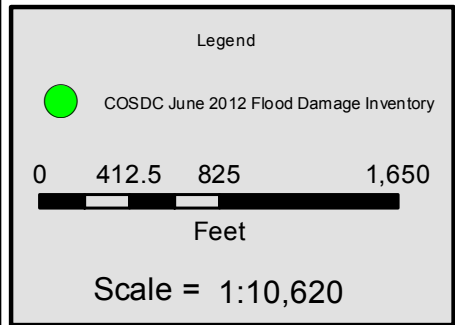 Legend
COSDC June 2012 Flood Damage Inventory
0 412.5 825 1,650
Feet
Scale = 1:10,620